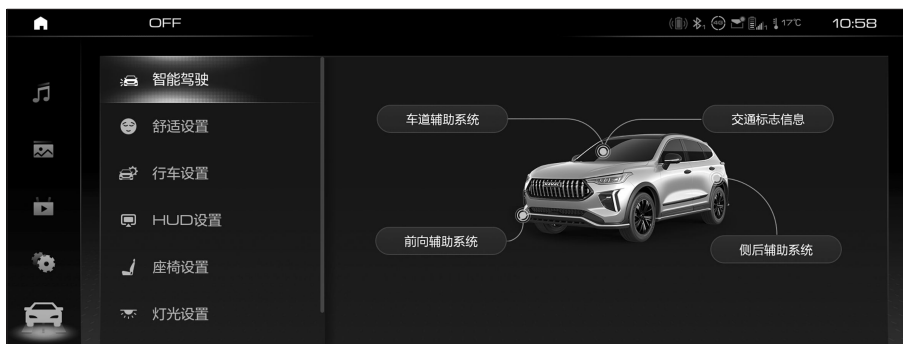 OFF
17℃
10:58
智能驾驶
舒适设置
行车设置
HUD设置
座椅设置
灯光设置
车道辅助系统
交通标志信息
前向辅助系统
侧后辅助系统